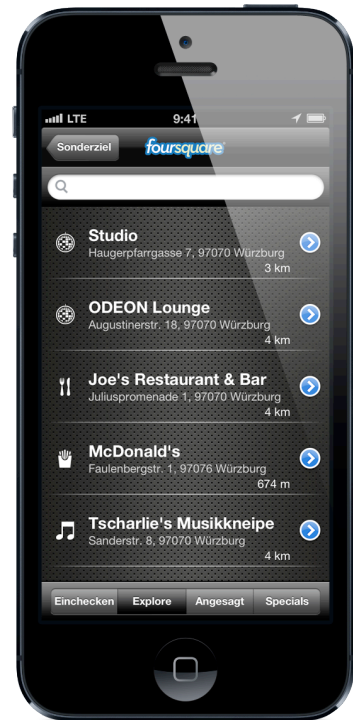 LTE 9:41
Sonderziel foursquare
Studio
Haugerpfarrgasse 7, 97070 Würzburg
3 km
ODEON Lounge
Augustinerstr. 18, 97070 Würzburg
4 km
Joe's Restaurant & Bar
Juliuspromenade 1, 97070 Würzburg
4 km
McDonald's
Faulenbergstr. 1, 97076 Würzburg
674 m
Tscharlie's Musikkneipe
Sanderstr. 8, 97070 Würzburg
4 km
Einchecken Explore Angesagt Specials